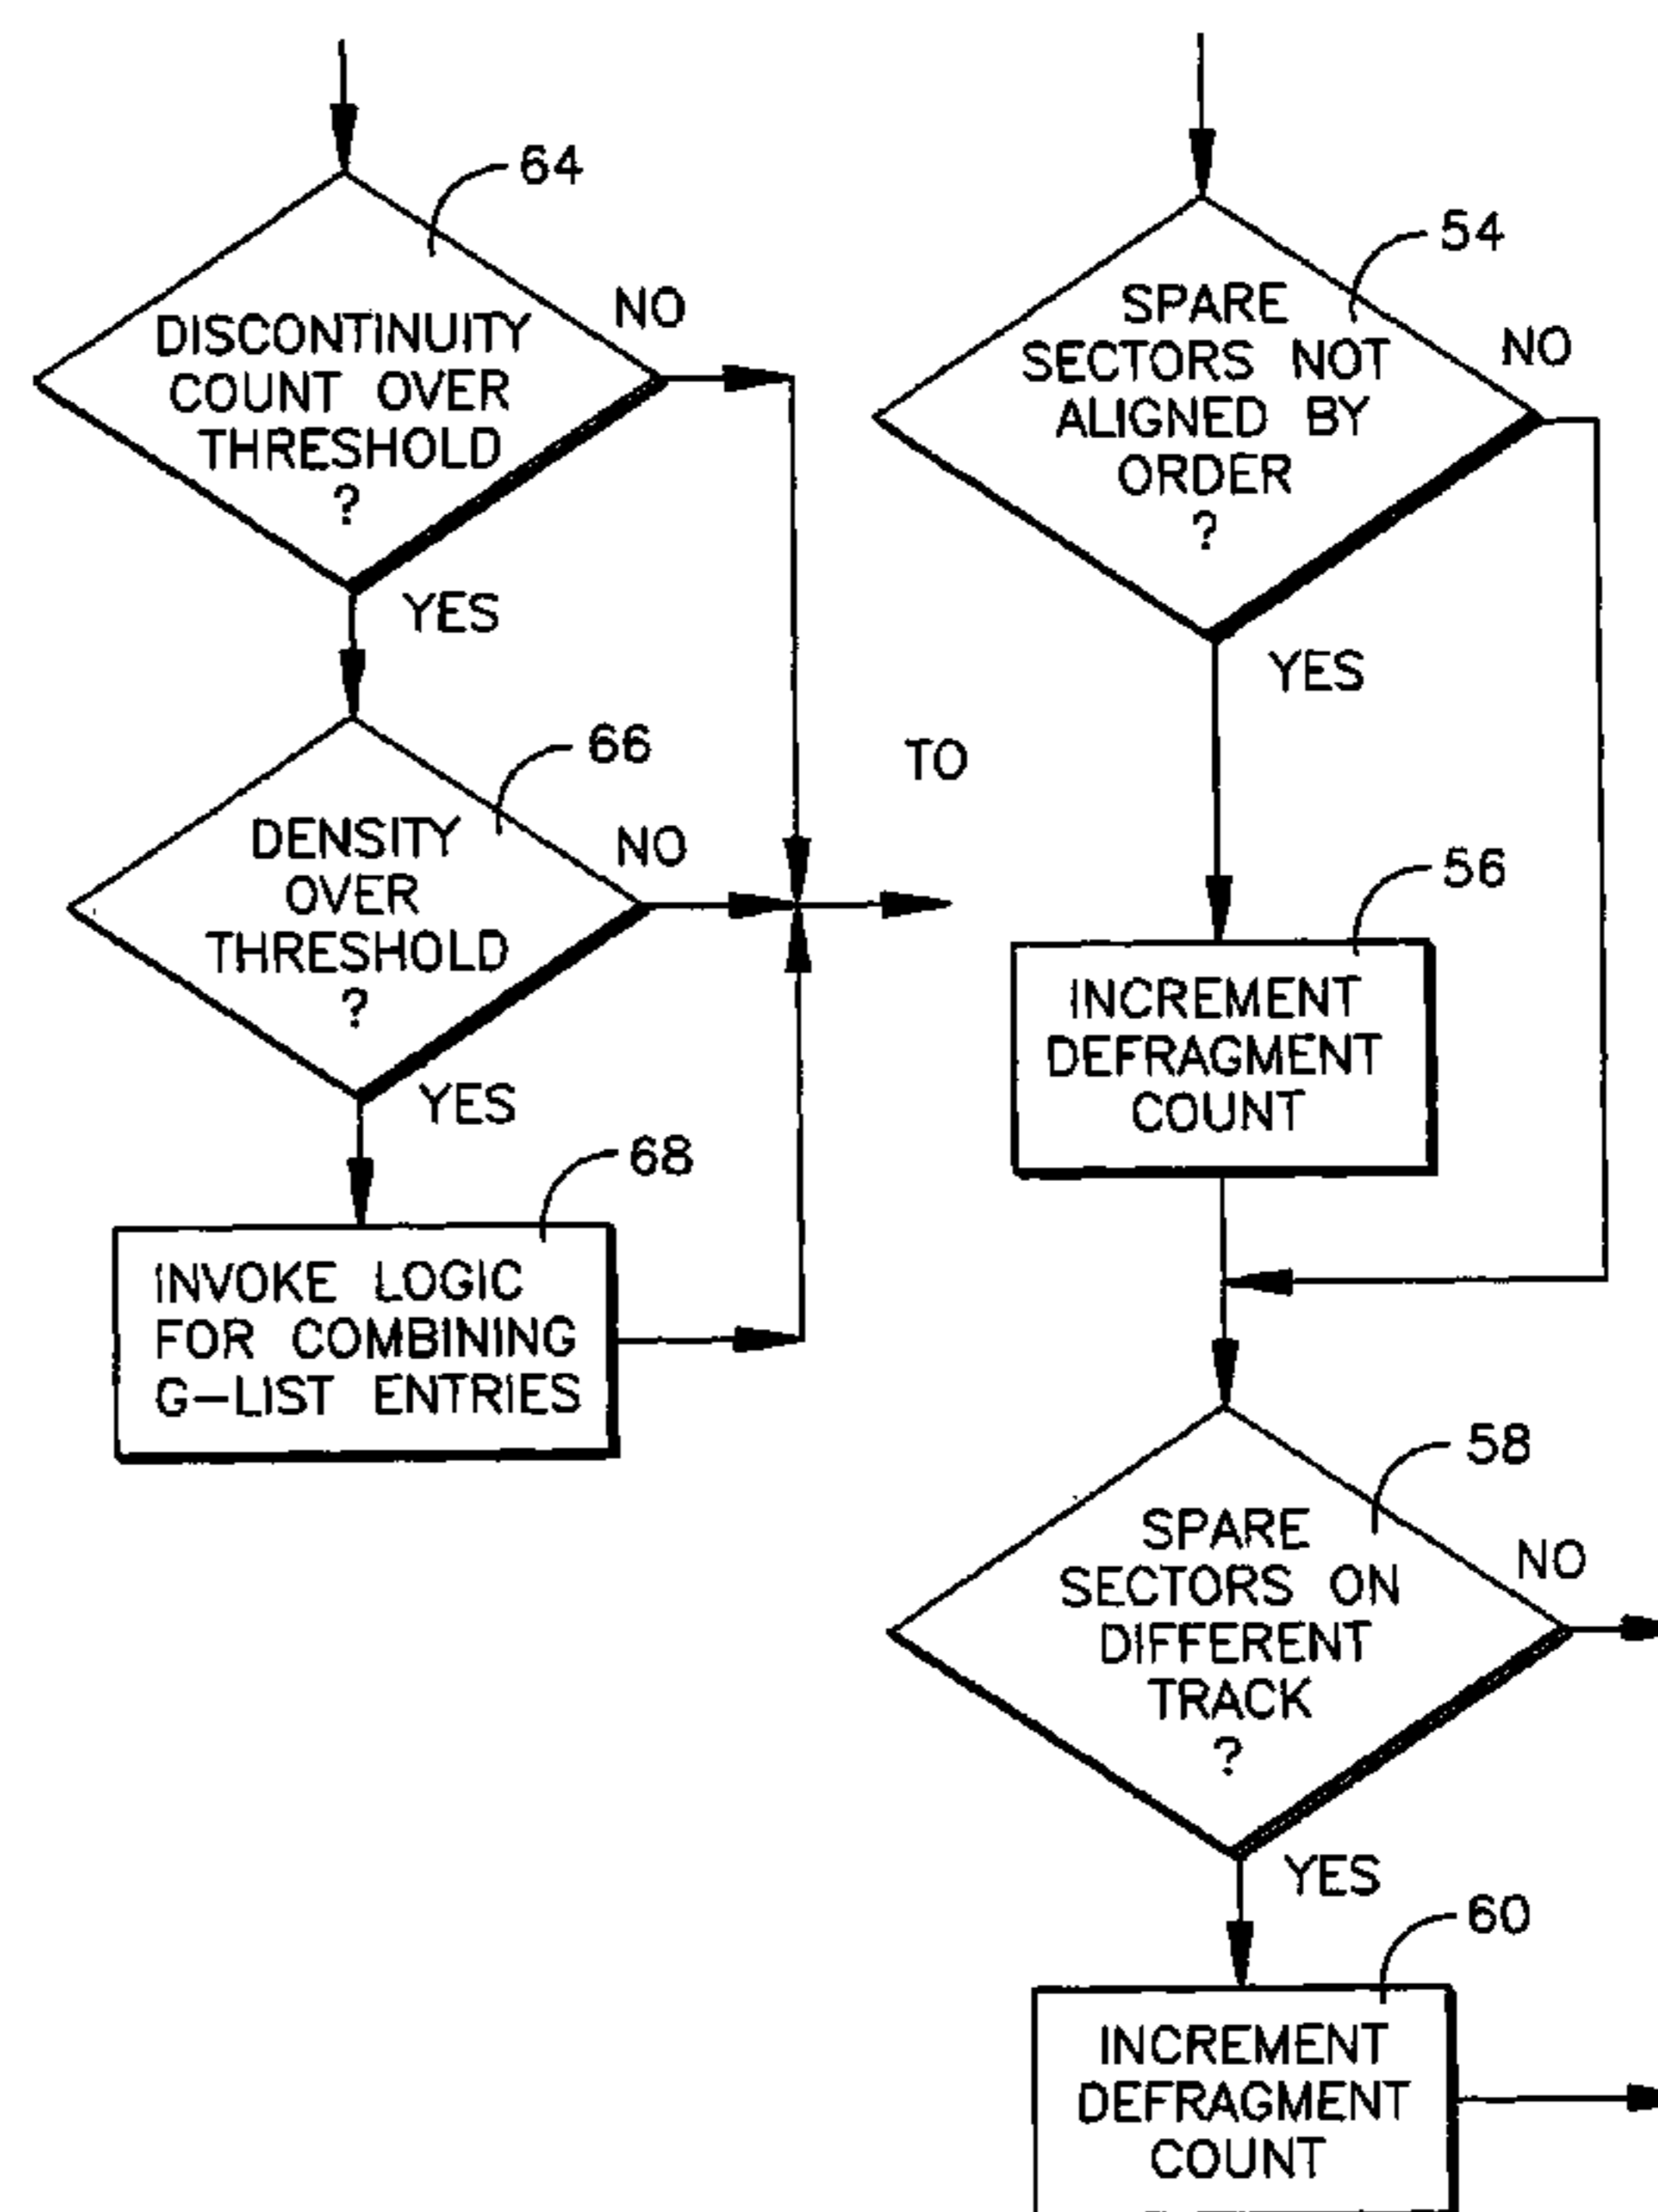 64
DISCONTINUITY
COUNT OVER
THRESHOLD
?
NO
YES
66
DENSITY
OVER
THRESHOLD
?
NO
YES
TO
68
INVOKE LOGIC
FOR COMBINING
G-LIST ENTRIES
54
SPARE
SECTORS NOT
ALIGNED BY
ORDER
?
NO
YES
56
INCREMENT
DEFRAGMENT
COUNT
58
SPARE
SECTORS ON
DIFFERENT
TRACK
?
NO
YES
60
INCREMENT
DEFRAGMENT
COUNT